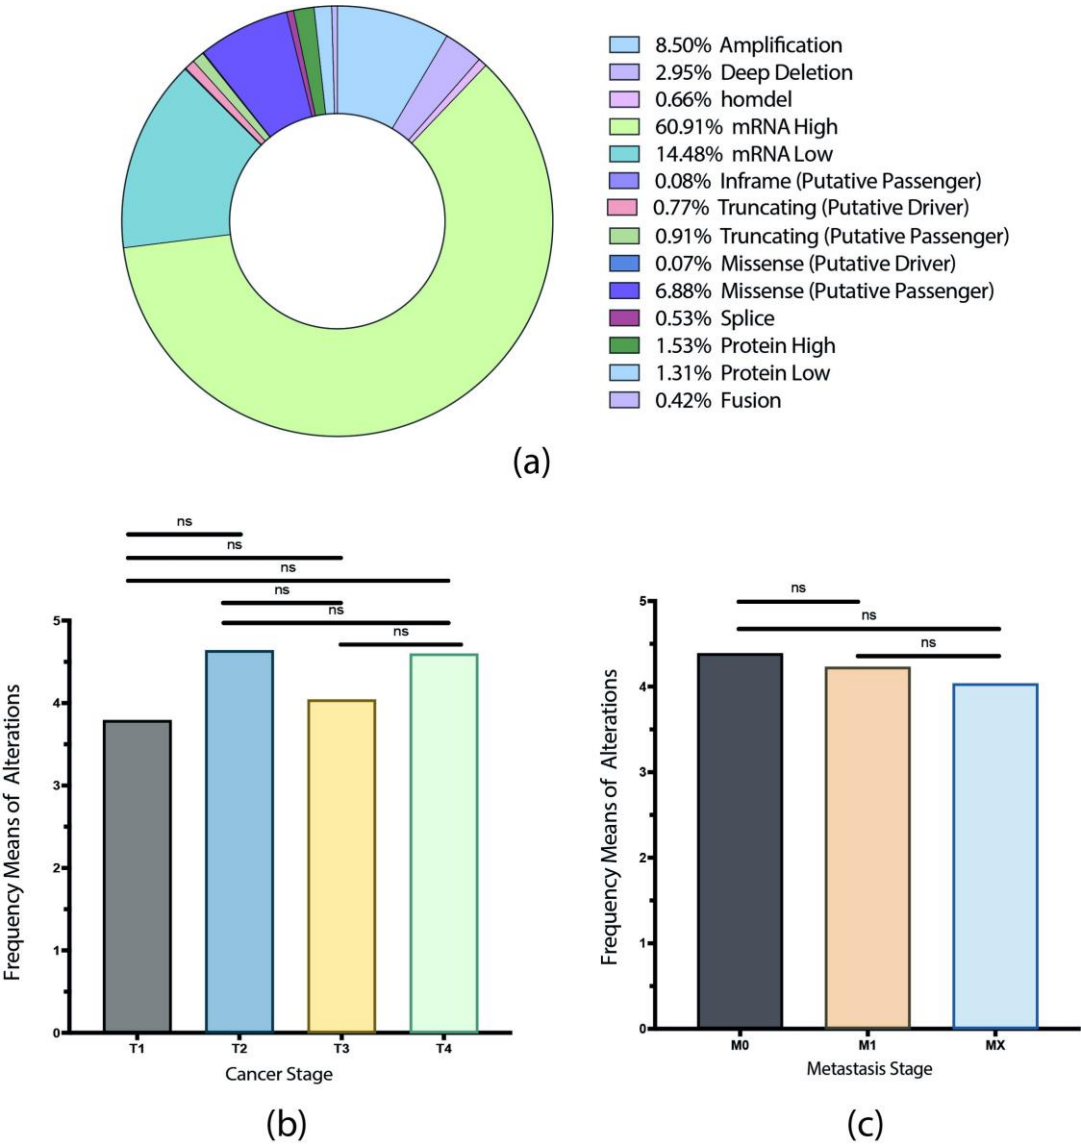 8.50% Amplification
2.95% Deep Deletion
0.66% homdel
60.91% mRNA High
14.48% mRNA Low
0.08% Inframe (Putative Passenger)
0.77% Truncating (Putative Driver)
0.91% Truncating (Putative Passenger)
0.07% Missense (Putative Driver)
6.88% Missense (Putative Passenger)
0.53% Splice
1.53% Protein High
1.31% Protein Low
0.42% Fusion
(a)
ns
ns
ns
ns
ns
ns
5
4
3
2
1
0
Frequency Means of Alterations
T1 T2 T3 T4
Cancer Stage
(b)
ns
ns
ns
5
4
3
2
1
0
Frequency Means of Alterations
M0 M1 MX
Metastasis Stage
(c)